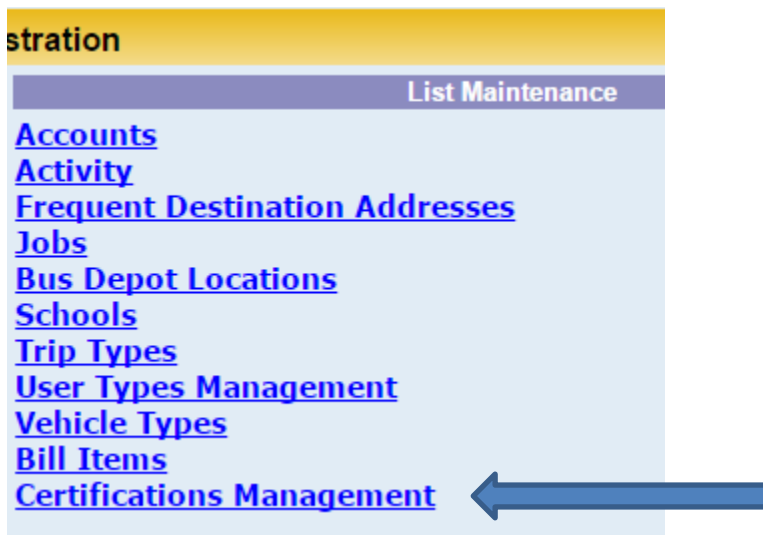 stration
List Maintenance
Accounts
Activity
Frequent Destination Addresses
Jobs
Bus Depot Locations
Schools
Trip Types
User Types Management
Vehicle Types
Bill Items
Certifications Management